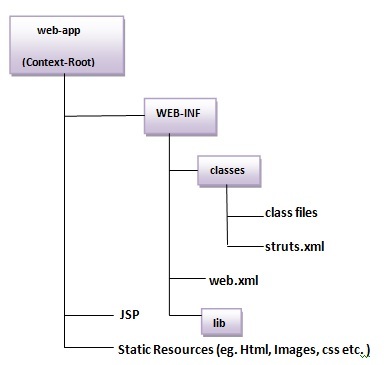 web-app
(Context-Root)
WEB-INF
classes
class files
struts.xml
web.xml
lib
JSP
Static Resources (eg. Html, Images, css etc. )